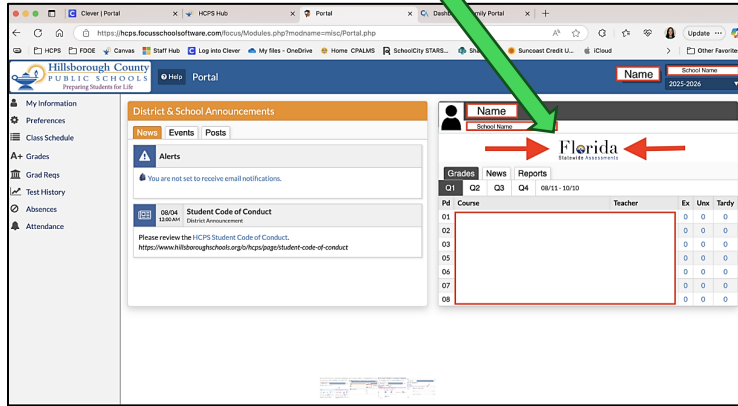 Clever | Portal
HCPS Hub
Portal
Family Portal
https://hcps.focusschoolsoftware.com/focus/Modules.php?modname=misc/Portal.php
Update
HCPS
FDOE
Canvas
Staff Hub
Log into Clever
My files - OneDrive
Home CPALMS
SchoolCity STARS...
Suncoast Credit U...
iCloud
Other Favorites
Hillsborough County
PUBLIC SCHOOLS
Preparing Students for Life
Help
Portal
Name
School Name
2025-2026
My Information
Preferences
Class Schedule
A+ Grades
Grad Reqs
Test History
Absences
Attendance
District & School Announcements
News Events Posts
Alerts
You are not set to receive email notifications.
08/04
12:00 AM
Student Code of Conduct
District Announcement
Please review the HCPS Student Code of Conduct.
https://www.hillsboroughschools.org/o/hcps/page/student-code-of-conduct
Name
School Name
Florida
Statewide Assessments
Grades News Reports
Q1 Q2 Q3 Q4 08/11 - 10/10
Pd Course Teacher Ex Unx Tardy
01 0 0 0
02 0 0 0
03 0 0 0
05 0 0 0
06 0 0 0
07 0 0 0
08 0 0 0